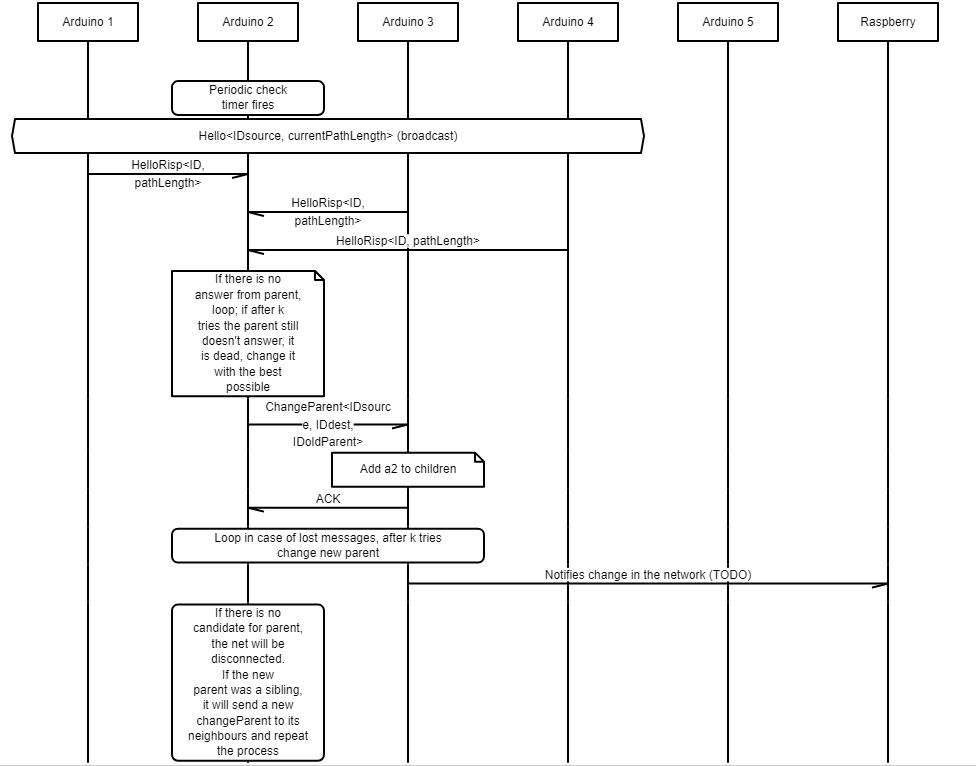 Arduino 1
Arduino 2
Arduino 3
Arduino 4
Arduino 5
Raspberry
Periodic check
timer fires
Hello<IDsource, currentPathLength> (broadcast)
HelloRisp<ID,
pathLength>
HelloRisp<ID,
pathLength>
HelloRisp<ID, pathLength>
If there is no
answer from parent,
loop; if after k
tries the parent still
doesn't answer, it
is dead, change it
with the best
possible
ChangeParent<IDsourc
e, IDdest,
IDoldParent>
Add a2 to children
ACK
Loop in case of lost messages, after k tries
change new parent
Notifies change in the network (TODO)
If there is no
candidate for parent,
the net will be
disconnected.
If the new
parent was a sibling,
it will send a new
changeParent to its
neighbours and repeat
the process